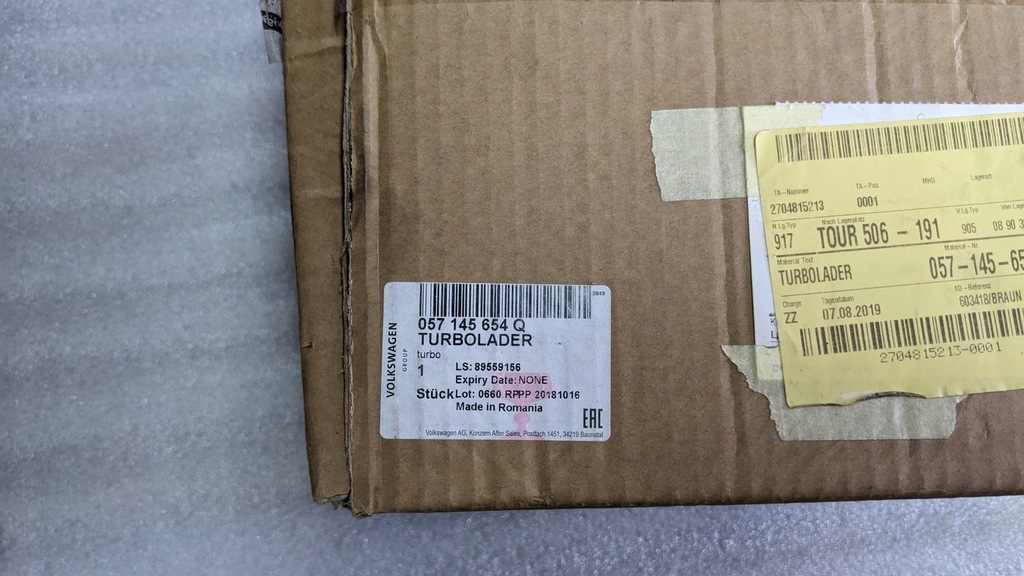 3849
057 145 654 Q
TURBOLADER
turbo
1
Stück
LS: 89559156
Expiry Date: NONE
Lot: 0660 RPPP 20181016
Made in Romania
VOLKSWAGEN
GROUP
EAC
Volkswagen AG, Konzern After Sales, Postfach 1451, 34219 Baunatal
TA-Nummer TA-Pos MHD Lagerort
2704815213 0001
N.Lg.Typ Nach Lagerplatz V.Lg.Typ
917 TOUR 506 - 191 905 08 90 3
Material Text Material-Nr
TURBOLADER 057-145-65
Charge Tagesdatum KD-Referenz
ZZ 07.08.2019 603418/BRAUN
2704815213-0001